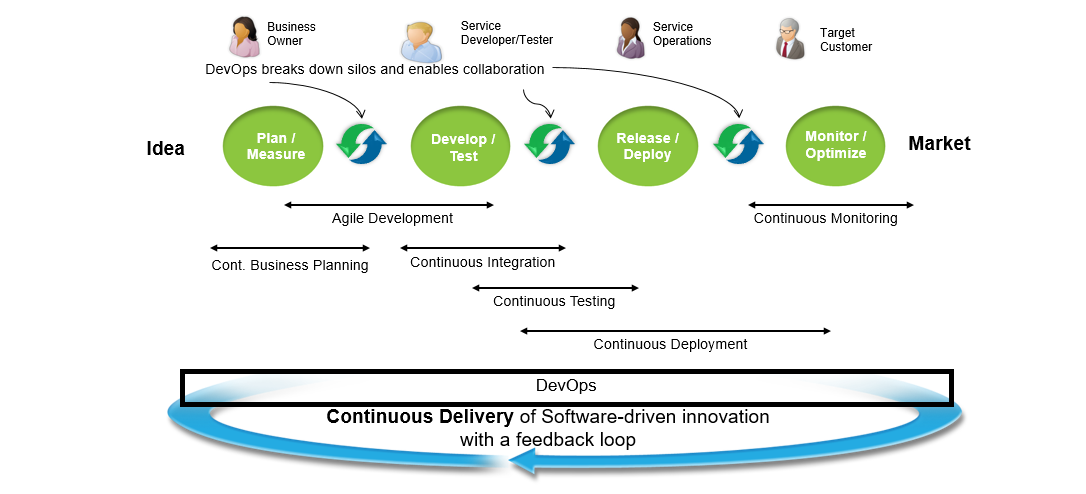 Business
Owner
Service
Developer/Tester
Service
Operations
Target
Customer
DevOps breaks down silos and enables collaboration
Idea
Plan /
Measure
Develop /
Test
Release /
Deploy
Monitor /
Optimize
Market
Agile Development
Continuous Monitoring
Cont. Business Planning
Continuous Integration
Continuous Testing
Continuous Deployment
DevOps
Continuous Delivery of Software-driven innovation
with a feedback loop